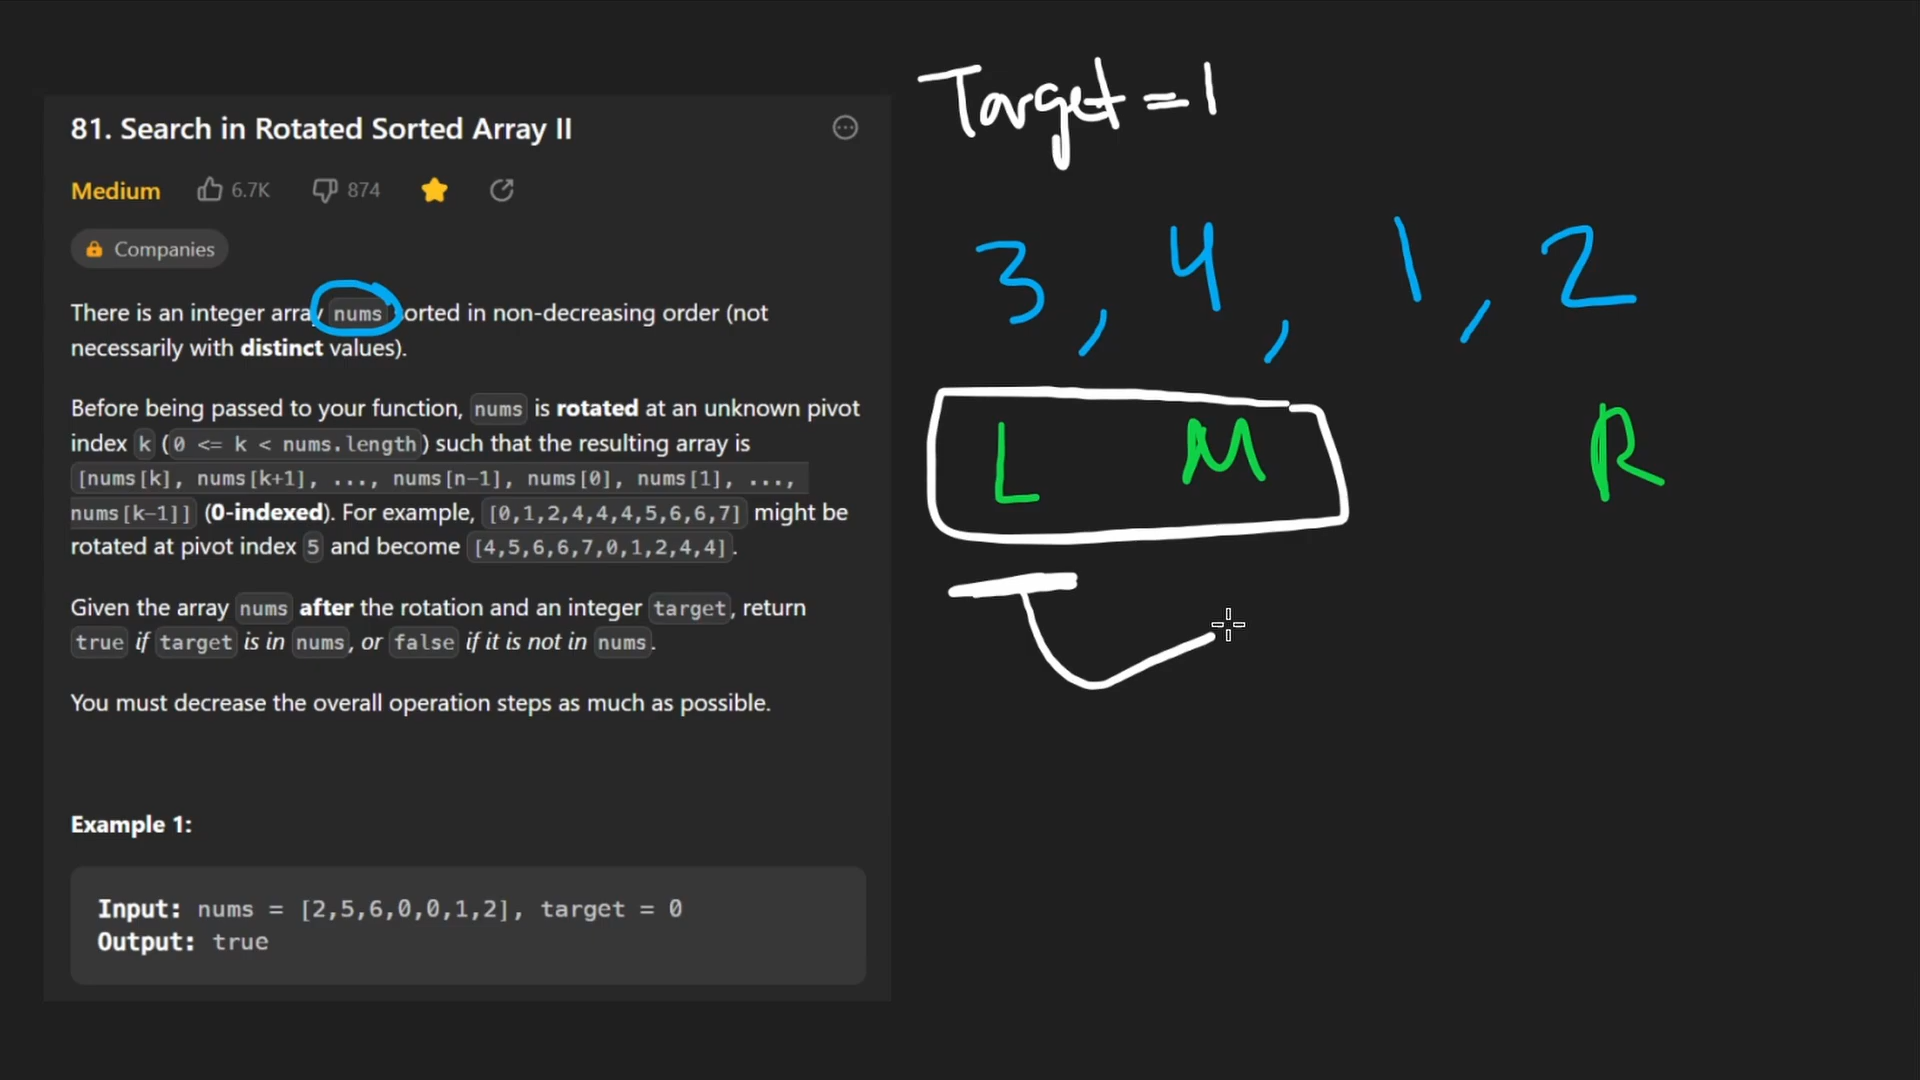 81. Search in Rotated Sorted Array II
Medium 6.7K 874
Companies
There is an integer array nums sorted in non-decreasing order (not
necessarily with distinct values).
Before being passed to your function, nums is rotated at an unknown pivot
index k (0 <= k < nums.length) such that the resulting array is
[nums[k], nums[k+1], ..., nums[n-1], nums[0], nums[1], ...,
nums[k-1]] (0-indexed). For example, [0,1,2,4,4,4,5,6,6,7] might be
rotated at pivot index 5 and become [4,5,6,6,7,0,1,2,4,4].
Given the array nums after the rotation and an integer target, return
true if target is in nums, or false if it is not in nums.
You must decrease the overall operation steps as much as possible.
Example 1:
Input: nums = [2,5,6,0,0,1,2], target = 0
Output: true
Target = 1
3, 4, 1, 2
L M R